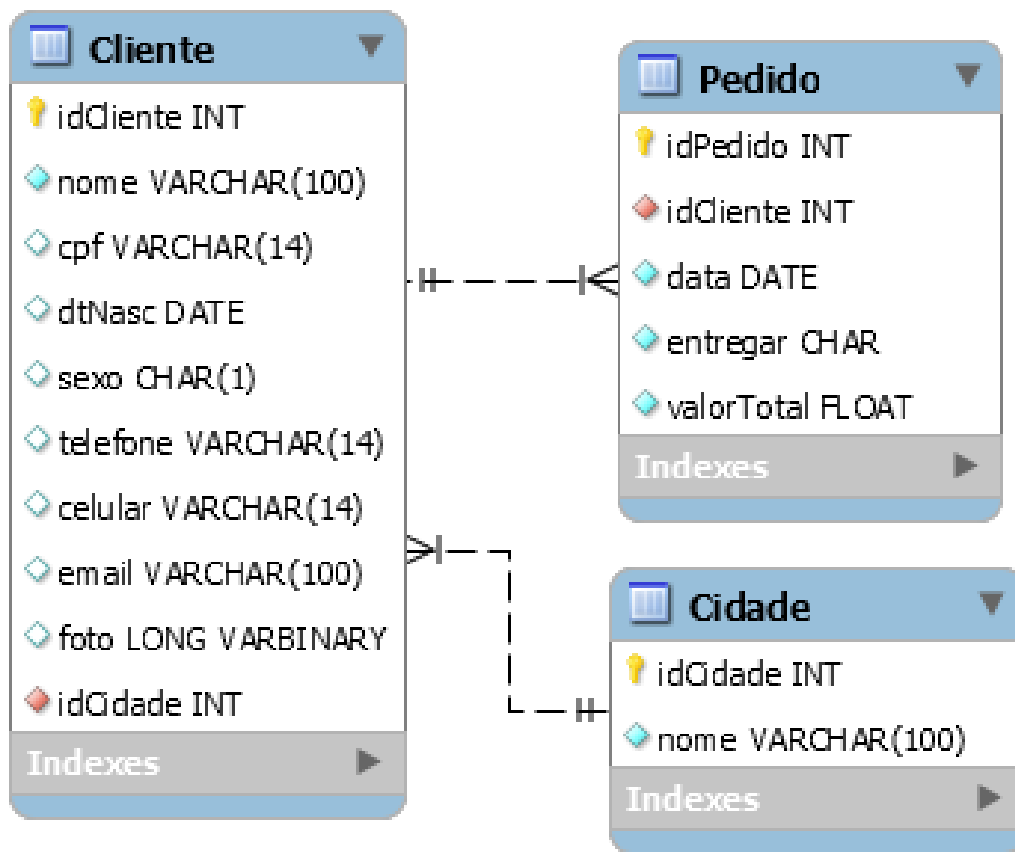 Cliente
idCliente INT
nome VARCHAR(100)
cpf VARCHAR(14)
dtNasc DATE
sexo CHAR(1)
telefone VARCHAR(14)
celular VARCHAR(14)
email VARCHAR(100)
foto LONG VARBINARY
idCidade INT
Indexes
Pedido
idPedido INT
idCliente INT
data DATE
entregar CHAR
valorTotal FLOAT
Indexes
Cidade
idCidade INT
nome VARCHAR(100)
Indexes